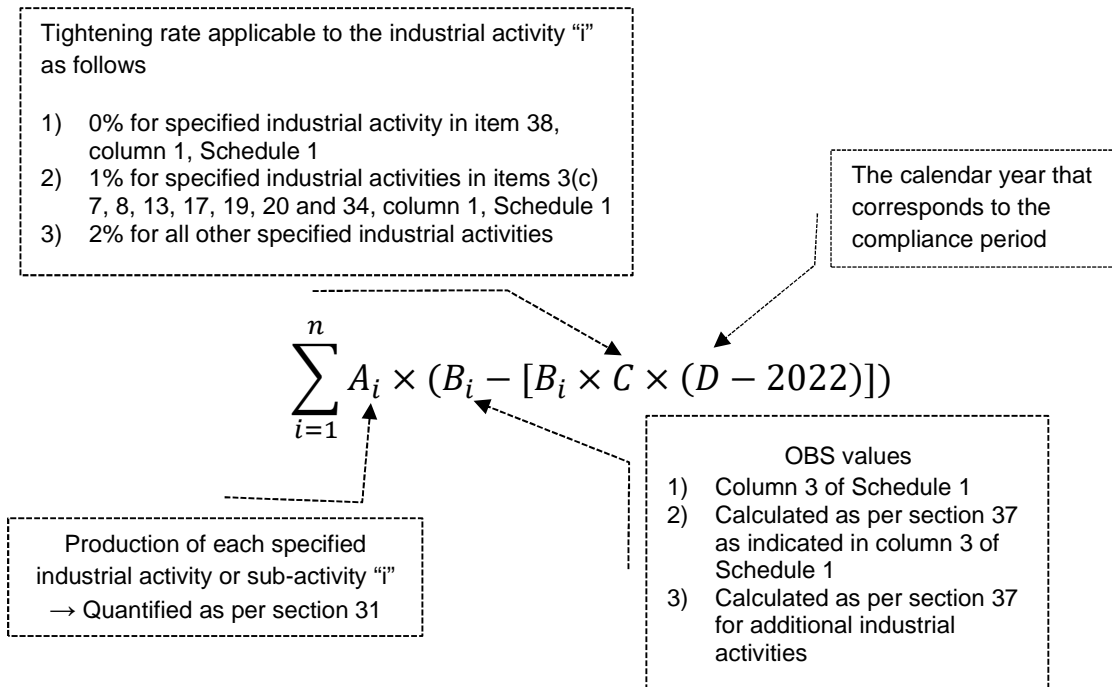 Tightening rate applicable to the industrial activity “i”
as follows
1) 0% for specified industrial activity in item 38,
column 1, Schedule 1
2) 1% for specified industrial activities in items 3(c)
7, 8, 13, 17, 19, 20 and 34, column 1, Schedule 1
3) 2% for all other specified industrial activities
The calendar year that
corresponds to the
compliance period
n
∑ A_i × (B_i − [B_i × C × (D − 2022)])
i=1
OBS values
1) Column 3 of Schedule 1
2) Calculated as per section 37
as indicated in column 3 of
Schedule 1
3) Calculated as per section 37
for additional industrial
activities
Production of each specified
industrial activity or sub-activity “i”
→ Quantified as per section 31